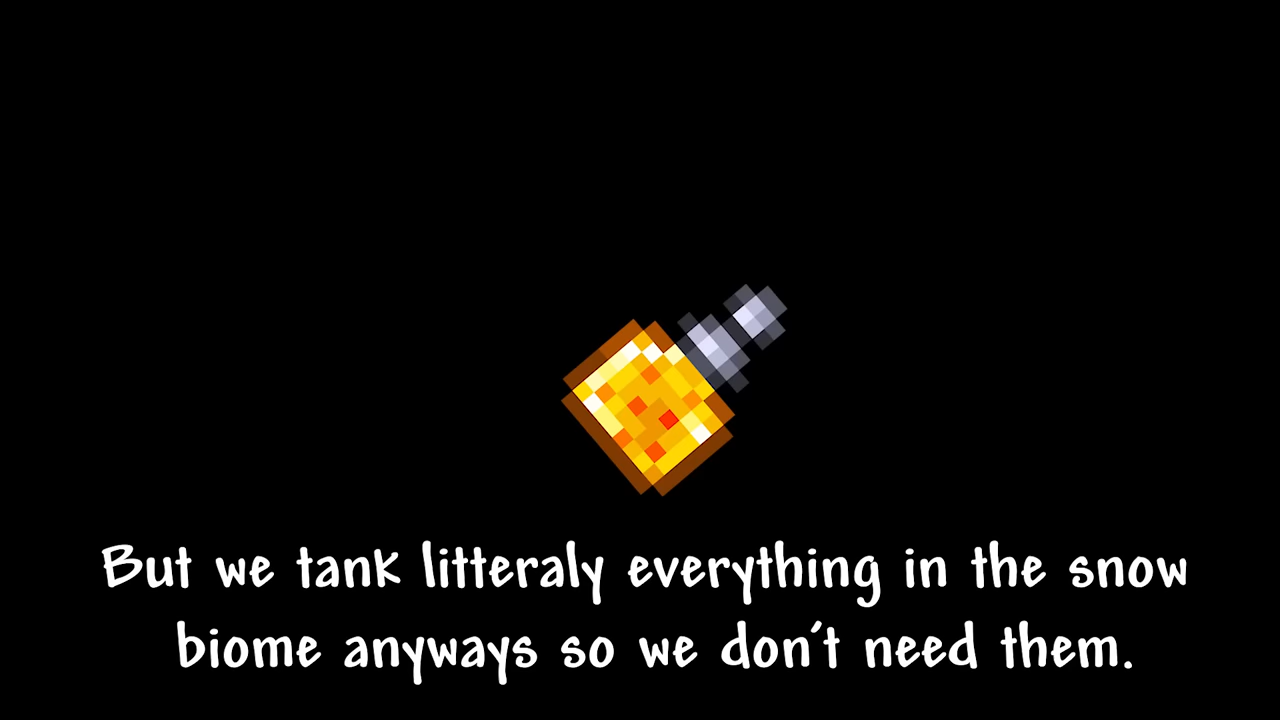 But we tank litteraly everything in the snow
biome anyways so we don't need them.